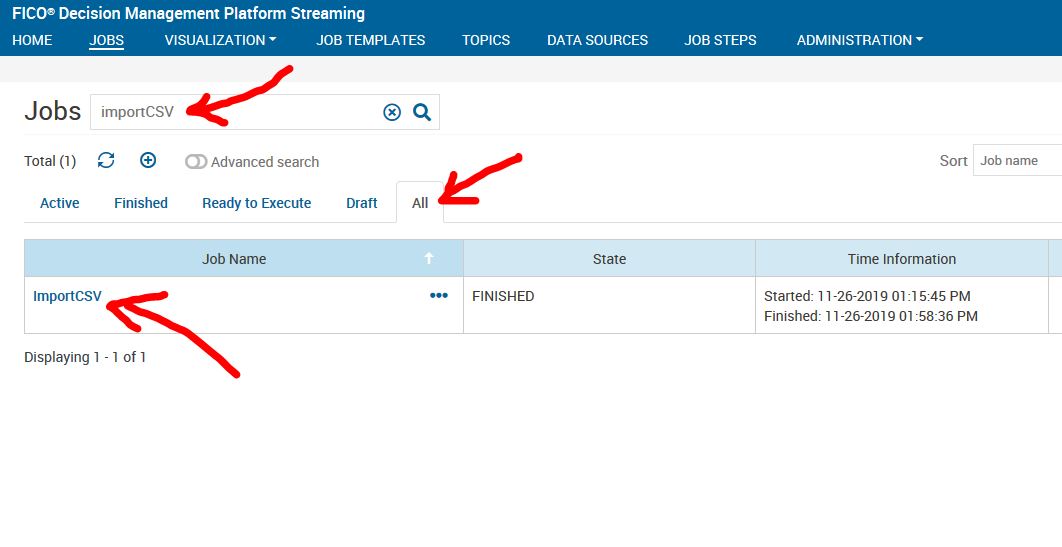 FICO® Decision Management Platform Streaming
HOME JOBS VISUALIZATION JOB TEMPLATES TOPICS DATA SOURCES JOB STEPS ADMINISTRATION
Jobs importCSV
Total (1) Advanced search Sort Job name
Active Finished Ready to Execute Draft All
Job Name State Time Information
ImportCSV FINISHED Started: 11-26-2019 01:15:45 PM
Finished: 11-26-2019 01:58:36 PM
Displaying 1 - 1 of 1